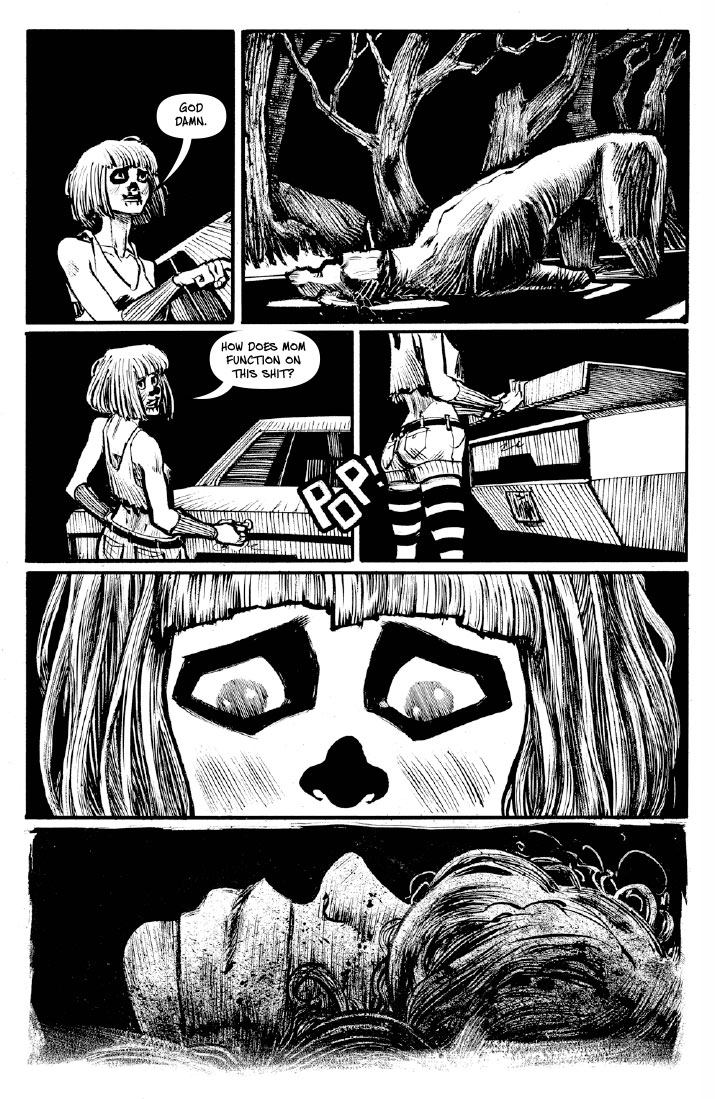 GOD
DAMN.
HOW DOES MOM
FUNCTION ON
THIS SHIT?
POP!